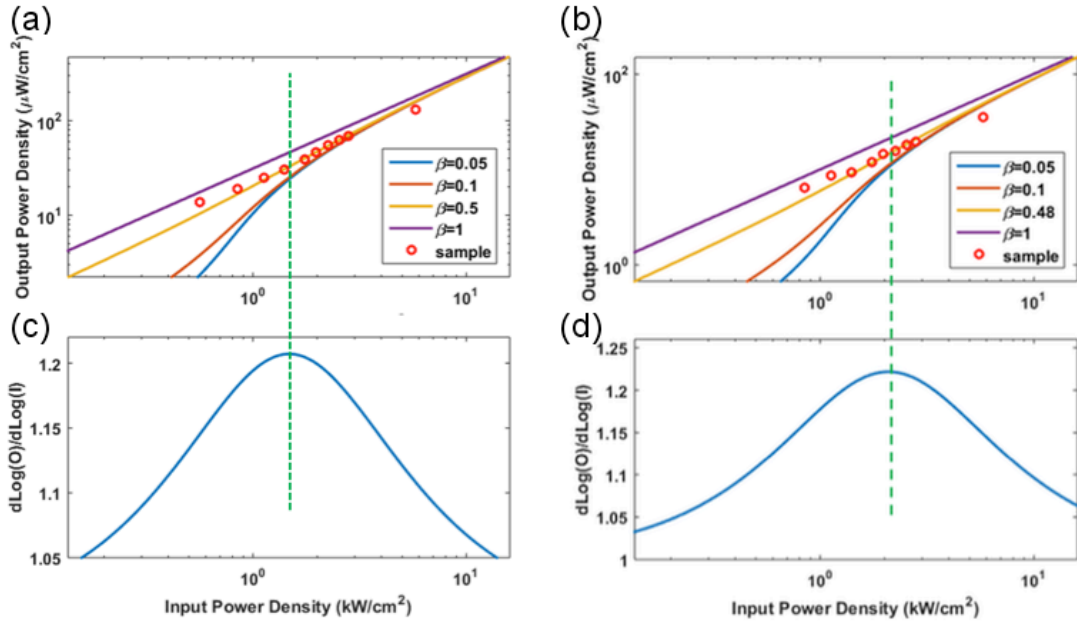 (a)
Output Power Density (μW/cm²)
10²
10¹
β=0.05
β=0.1
β=0.5
β=1
sample
10⁰
10¹
(b)
Output Power Density (μW/cm²)
10²
10⁰
β=0.05
β=0.1
β=0.48
β=1
sample
10⁰
10¹
(c)
dLog(O)/dLog(I)
1.2
1.15
1.1
1.05
10⁰
10¹
Input Power Density (kW/cm²)
(d)
dLog(O)/dLog(I)
1.25
1.2
1.15
1.1
1.05
1
10⁰
10¹
Input Power Density (kW/cm²)